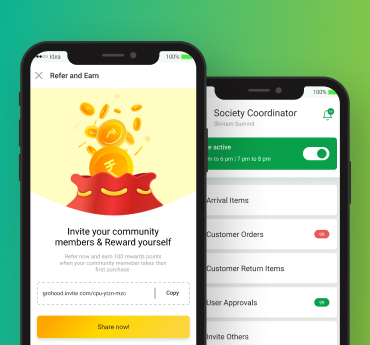 Idea
100%
Refer and Earn
Invite your community
members & Reward yourself
Refer now and earn 100 rewards points
when your community memeber takes their
first purchase.
grohood.invite.com/cpu-ytzn-mzc
Copy
Share now!
100%
Society Coordinator
Shriram Summit
e active
m to 6 pm | 7 pm to 8 pm
Arrival Items
Customer Orders
Customer Return Items
User Approvals
Invite Others